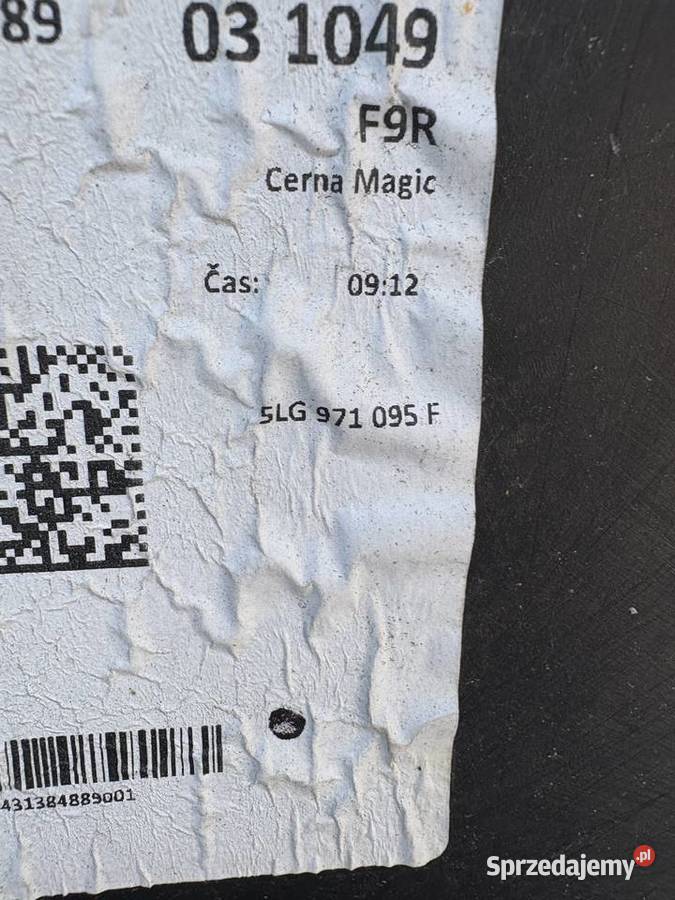 89 03 1049
F9R
Cerna Magic
Čas: 09:12
5LG 971 095 F
431384889001
Sprzedajemy.pl